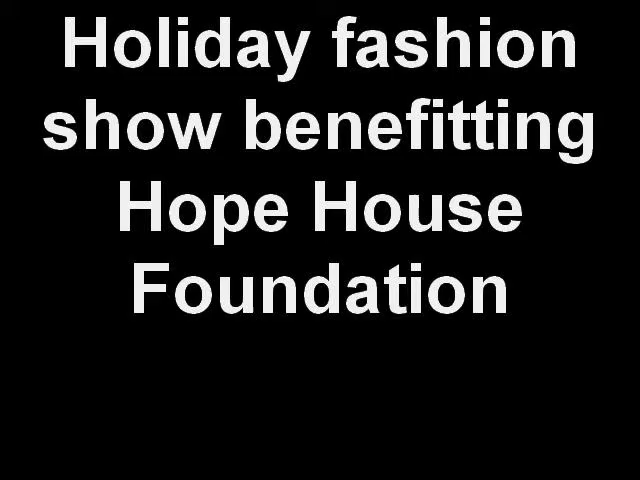 Holiday fashion
show benefitting
Hope House
Foundation